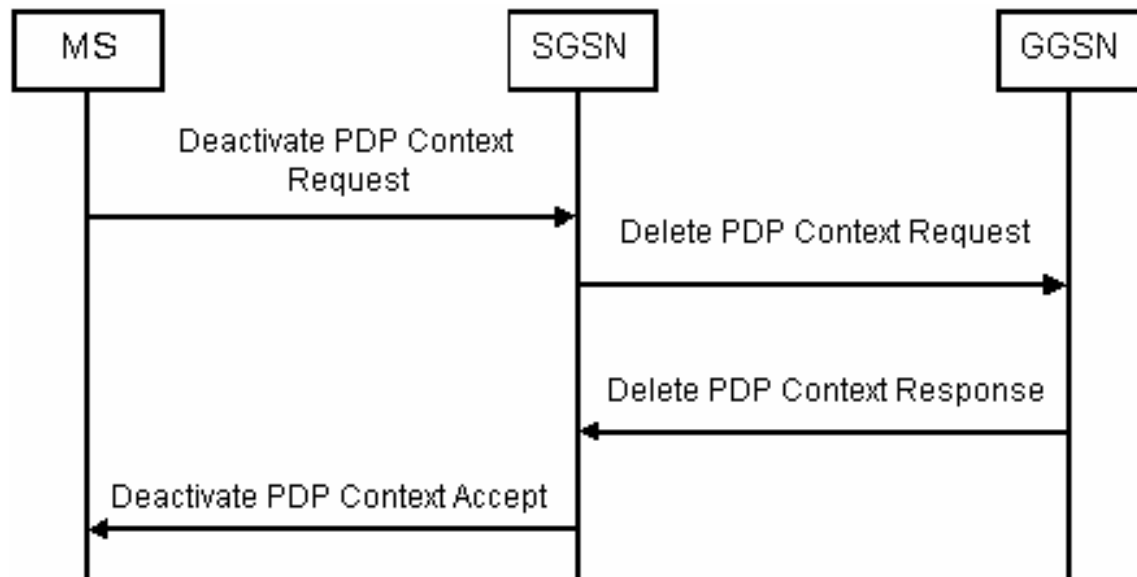 MS
SGSN
GGSN
Deactivate PDP Context
Request
Delete PDP Context Request
Delete PDP Context Response
Deactivate PDP Context Accept